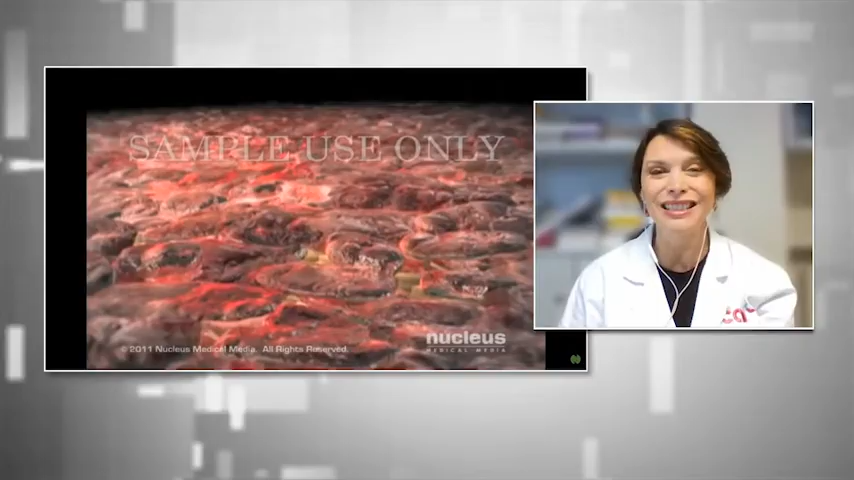 SAMPLE USE ONLY
© 2011 Nucleus Medical Media. All Rights Reserved.
nucleus
MEDICAL MEDIA